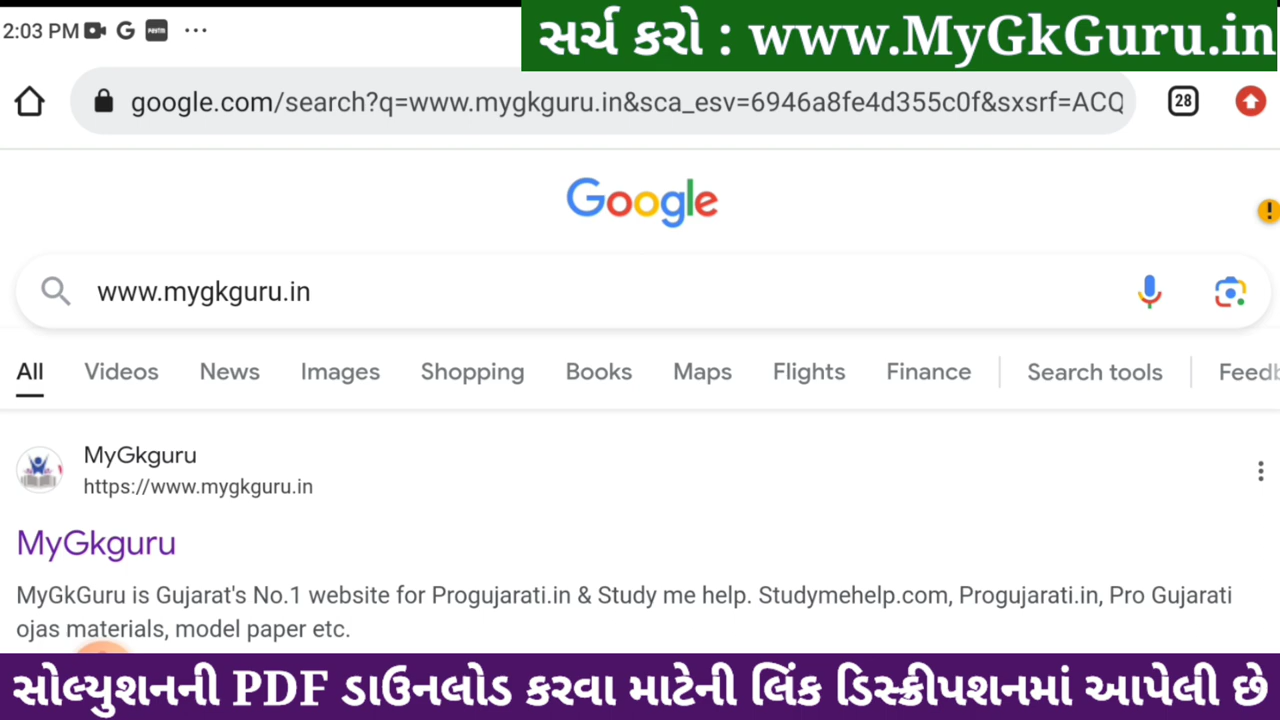 2:03 PM
સર્ચ કરો : www.MyGkGuru.in
google.com/search?q=www.mygkguru.in&sca_esv=6946a8fe4d355c0f&sxsrf=ACQ
28
Google
www.mygkguru.in
All Videos News Images Shopping Books Maps Flights Finance Search tools Feedb
MyGkguru
https://www.mygkguru.in
MyGkguru
MyGkGuru is Gujarat's No.1 website for Progujarati.in & Study me help. Studymehelp.com, Progujarati.in, Pro Gujarati
ojas materials, model paper etc.
સોલ્યુશનની PDF ડાઉનલોડ કરવા માટેની લિંક ડિસ્ક્રીપશનમાં આપેલી છે